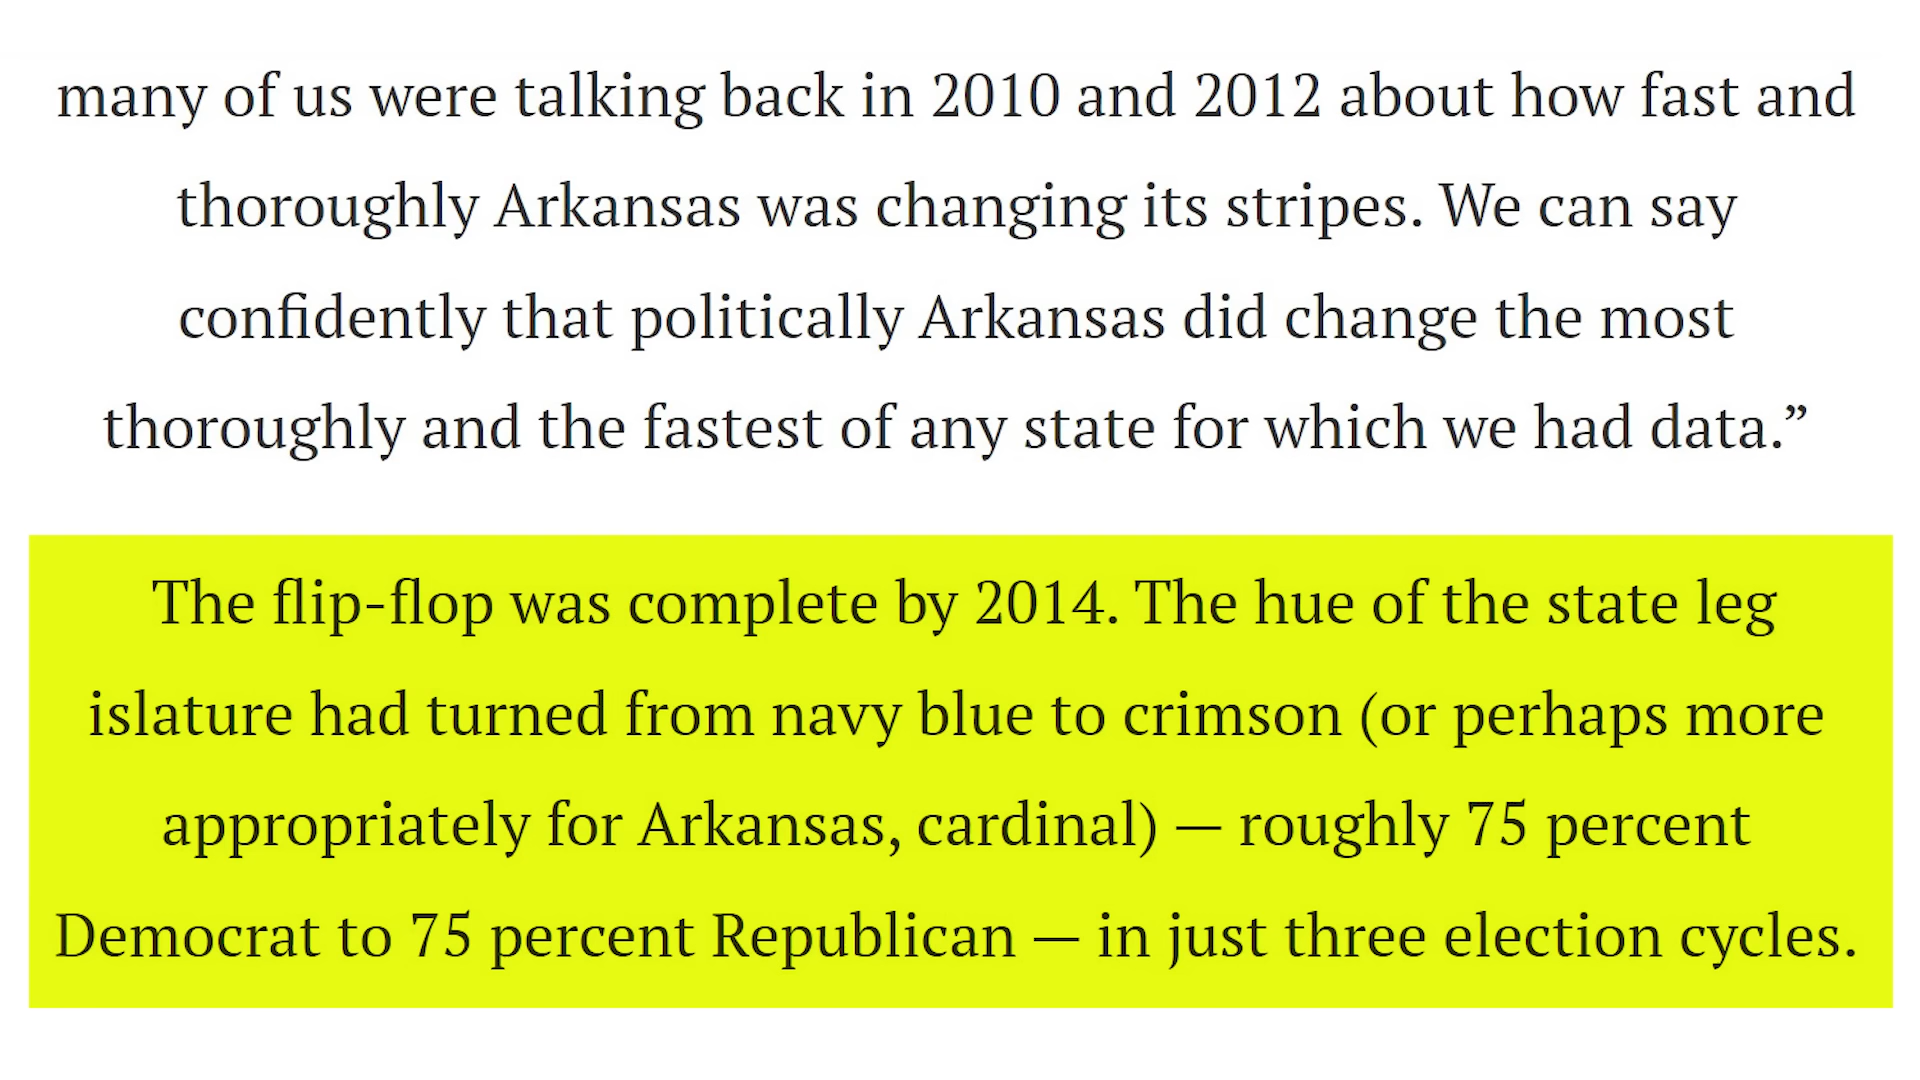 many of us were talking back in 2010 and 2012 about how fast and
thoroughly Arkansas was changing its stripes. We can say
confidently that politically Arkansas did change the most
thoroughly and the fastest of any state for which we had data.”
The flip-flop was complete by 2014. The hue of the state leg
islature had turned from navy blue to crimson (or perhaps more
appropriately for Arkansas, cardinal) — roughly 75 percent
Democrat to 75 percent Republican — in just three election cycles.